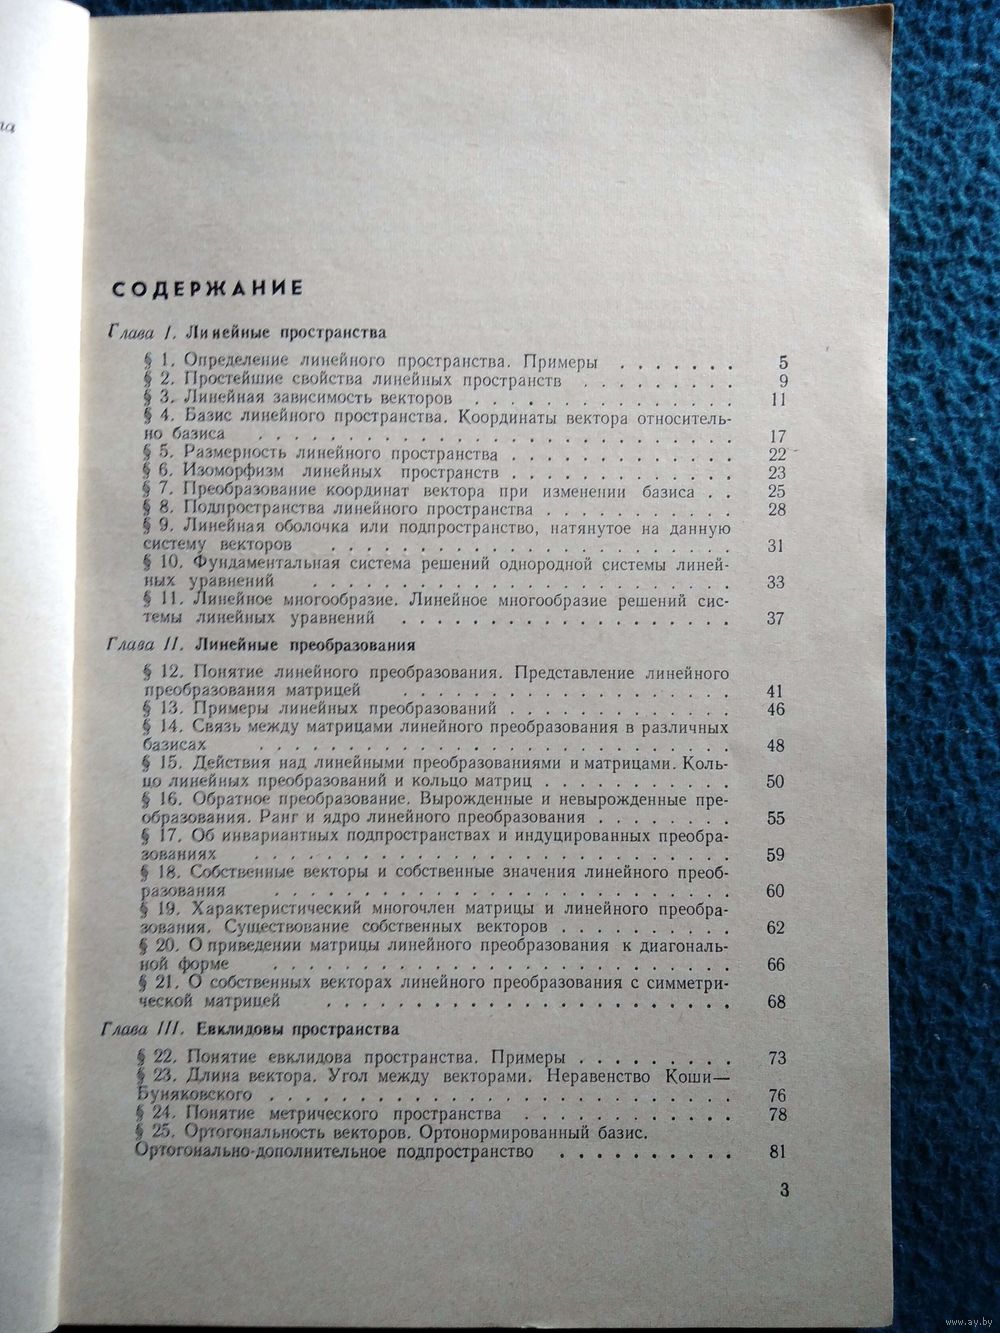 СОДЕРЖАНИЕ
Глава I. Линейные пространства
§ 1. Определение линейного пространства. Примеры . . . . . . . 5
§ 2. Простейшие свойства линейных пространств . . . . . . . . . 9
§ 3. Линейная зависимость векторов . . . . . . . . . . . . . 11
§ 4. Базис линейного пространства. Координаты вектора относитель-
но базиса . . . . . . . . . . . . . . . . . . . . . . 17
§ 5. Размерность линейного пространства . . . . . . . . . . . . 22
§ 6. Изоморфизм линейных пространств . . . . . . . . . . . . 23
§ 7. Преобразование координат вектора при изменении базиса . . 25
§ 8. Подпространства линейного пространства . . . . . . . . . . 28
§ 9. Линейная оболочка или подпространство, натянутое на данную
систему векторов . . . . . . . . . . . . . . . . . . 31
§ 10. Фундаментальная система решений однородной системы линей-
ных уравнений . . . . . . . . . . . . . . . . . . . 33
§ 11. Линейное многообразие. Линейное многообразие решений сис-
темы линейных уравнений . . . . . . . . . . . . . . . 37
Глава II. Линейные преобразования
§ 12. Понятие линейного преобразования. Представление линейного
преобразования матрицей . . . . . . . . . . . . . . . 41
§ 13. Примеры линейных преобразований . . . . . . . . . . . . 46
§ 14. Связь между матрицами линейного преобразования в различных
базисах . . . . . . . . . . . . . . . . . . . . . . 48
§ 15. Действия над линейными преобразованиями и матрицами. Коль-
цо линейных преобразований и кольцо матриц . . . . . . . . . 50
§ 16. Обратное преобразование. Вырожденные и невырожденные пре-
образования. Ранг и ядро линейного преобразования . . . . . . . 55
§ 17. Об инвариантных подпространствах и индуцированных преобра-
зованиях . . . . . . . . . . . . . . . . . . . . . . 59
§ 18. Собственные векторы и собственные значения линейного преоб-
разования . . . . . . . . . . . . . . . . . . . . . 60
§ 19. Характеристический многочлен матрицы и линейного преобра-
зования. Существование собственных векторов . . . . . . . . . 62
§ 20. О приведении матрицы линейного преобразования к диагональ-
ной форме . . . . . . . . . . . . . . . . . . . . . 66
§ 21. О собственных векторах линейного преобразования с симметри-
ческой матрицей . . . . . . . . . . . . . . . . . . 68
Глава III. Евклидовы пространства
§ 22. Понятие евклидова пространства. Примеры . . . . . . . . . 73
§ 23. Длина вектора. Угол между векторами. Неравенство Коши—
Буняковского . . . . . . . . . . . . . . . . . . . . . 76
§ 24. Понятие метрического пространства . . . . . . . . . . . 78
§ 25. Ортогональность векторов. Ортонормированный базис.
Ортогонально-дополнительное подпространство . . . . . . . . . 81
3
www.ay.by